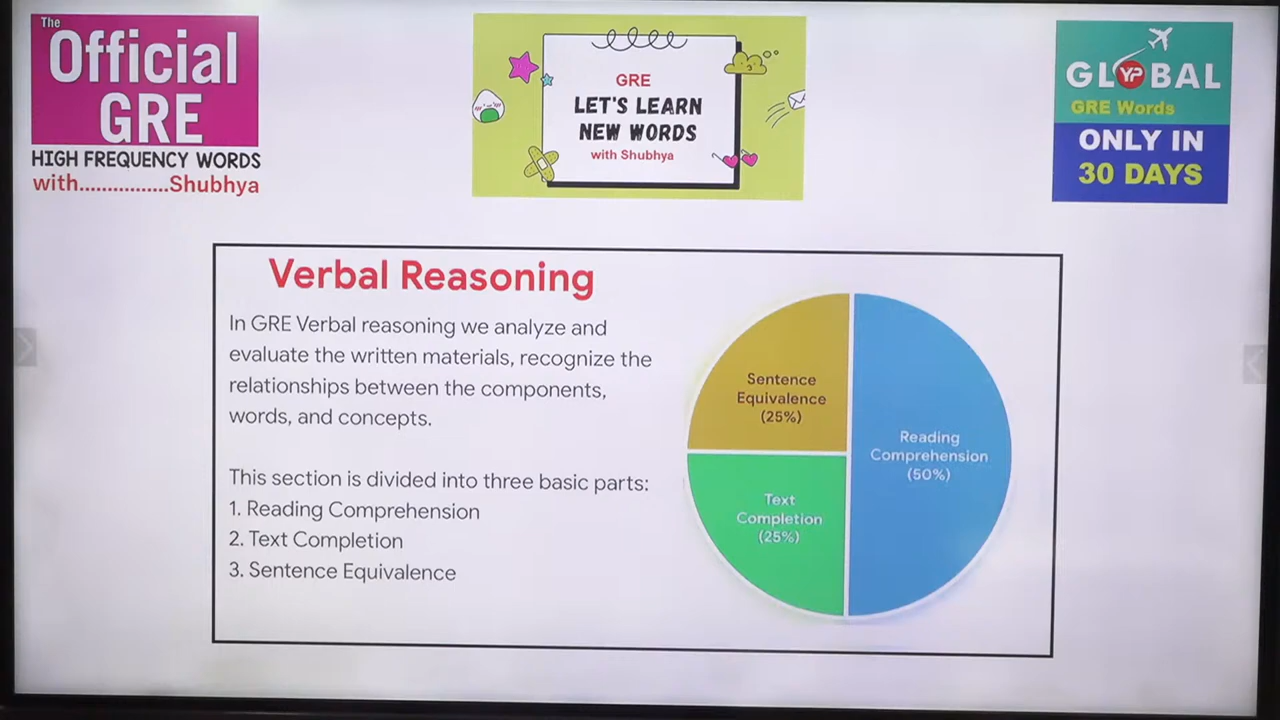 The
Official
GRE
HIGH FREQUENCY WORDS
with................Shubhya
GRE
LET'S LEARN
NEW WORDS
with Shubhya
GL YP BAL
GRE Words
ONLY IN
30 DAYS
Verbal Reasoning
In GRE Verbal reasoning we analyze and
evaluate the written materials, recognize the
relationships between the components,
words, and concepts.
This section is divided into three basic parts:
1. Reading Comprehension
2. Text Completion
3. Sentence Equivalence
Sentence
Equivalence
(25%)
Text
Completion
(25%)
Reading
Comprehension
(50%)